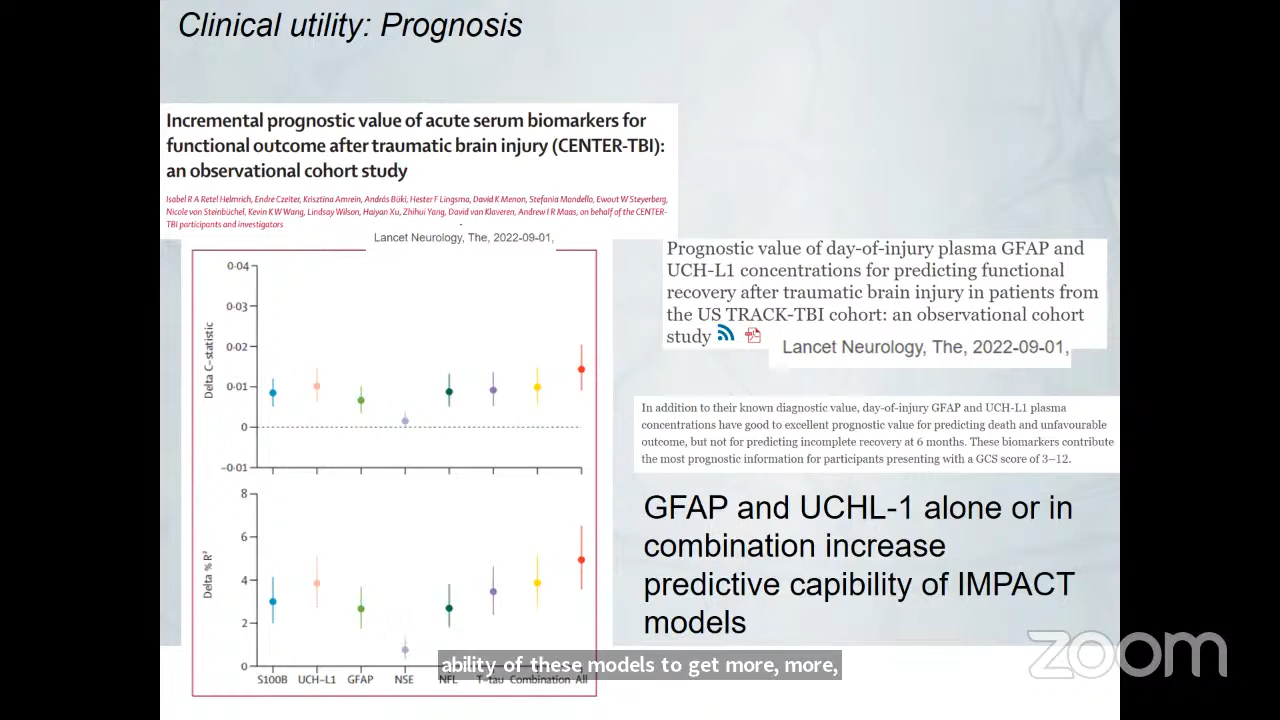 Clinical utility: Prognosis
Incremental prognostic value of acute serum biomarkers for
functional outcome after traumatic brain injury (CENTER-TBI):
an observational cohort study
Isabel R A Retel Helmrich, Endre Czeiter, Krisztina Amrein, András Büki, Hester F Lingsma, David K Menon, Stefania Mondello, Ewout W Steyerberg,
Nicole von Steinbüchel, Kevin K W Wang, Lindsay Wilson, Haiyan Xu, Zhihui Yang, David van Klaveren, Andrew I R Maas, on behalf of the CENTER-
TBI participants and investigators
Lancet Neurology, The, 2022-09-01,
Delta C-statistic
0·04
0·03
0·02
0·01
0
–0·01
Delta % R²
8
6
4
2
0
S100B UCH-L1 GFAP NSE NFL T-tau Combination All
Prognostic value of day-of-injury plasma GFAP and
UCH-L1 concentrations for predicting functional
recovery after traumatic brain injury in patients from
the US TRACK-TBI cohort: an observational cohort
study
Lancet Neurology, The, 2022-09-01,
In addition to their known diagnostic value, day-of-injury GFAP and UCH-L1 plasma
concentrations have good to excellent prognostic value for predicting death and unfavourable
outcome, but not for predicting incomplete recovery at 6 months. These biomarkers contribute
the most prognostic information for participants presenting with a GCS score of 3–12.
GFAP and UCHL-1 alone or in
combination increase
predictive capibility of IMPACT
models
ability of these models to get more, more,
zoom